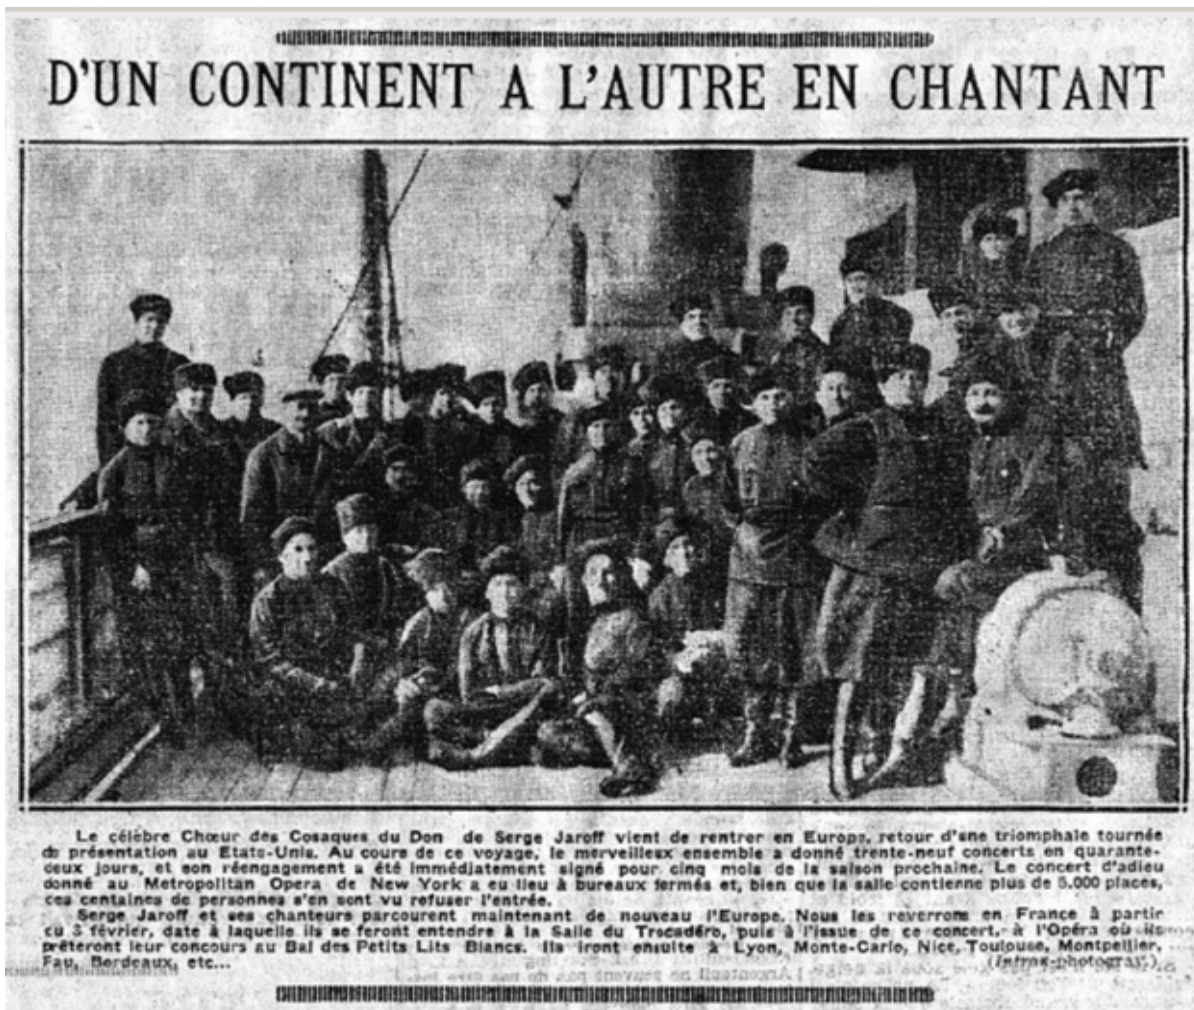 D'UN CONTINENT A L'AUTRE EN CHANTANT
Le célèbre Chœur des Cosaques du Don de Serge Jaroff vient de rentrer en Europe, retour d'une triomphale tournée
de présentation au Etats-Unis. Au cours de ce voyage, le merveilleux ensemble a donné trente-neuf concerts en quarante-
deux jours, et son réengagement a été immédiatement signé pour cinq mois de la saison prochaine. Le concert d'adieu
donné au Metropolitan Opera de New York a eu lieu à bureaux fermés et, bien que la salle contienne plus de 5.000 places,
des centaines de personnes s'en sont vu refuser l'entrée.
Serge Jaroff et ses chanteurs parcourent maintenant de nouveau l'Europe. Nous les reverrons en France à partir
du 3 février, date à laquelle ils se feront entendre à la Salle du Trocadéro, puis à l'issue de ce concert, à l'Opéra où ils
prêteront leur concours au Bal des Petits Lits Blancs. Ils iront ensuite à Lyon, Monte-Carlo, Nice, Toulouse, Montpellier,
Pau, Bordeaux, etc...